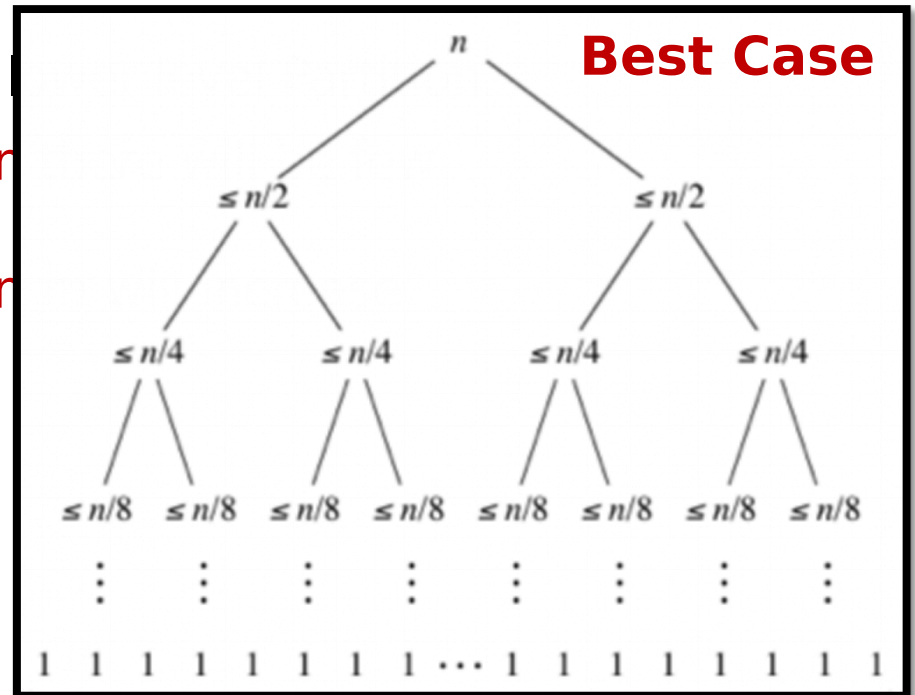 n
Best Case
≤ n/2 ≤ n/2
≤ n/4 ≤ n/4 ≤ n/4 ≤ n/4
≤ n/8 ≤ n/8 ≤ n/8 ≤ n/8 ≤ n/8 ≤ n/8 ≤ n/8 ≤ n/8
⋮ ⋮ ⋮ ⋮ ⋮ ⋮ ⋮ ⋮
1 1 1 1 1 1 1 1 ⋯ 1 1 1 1 1 1 1 1